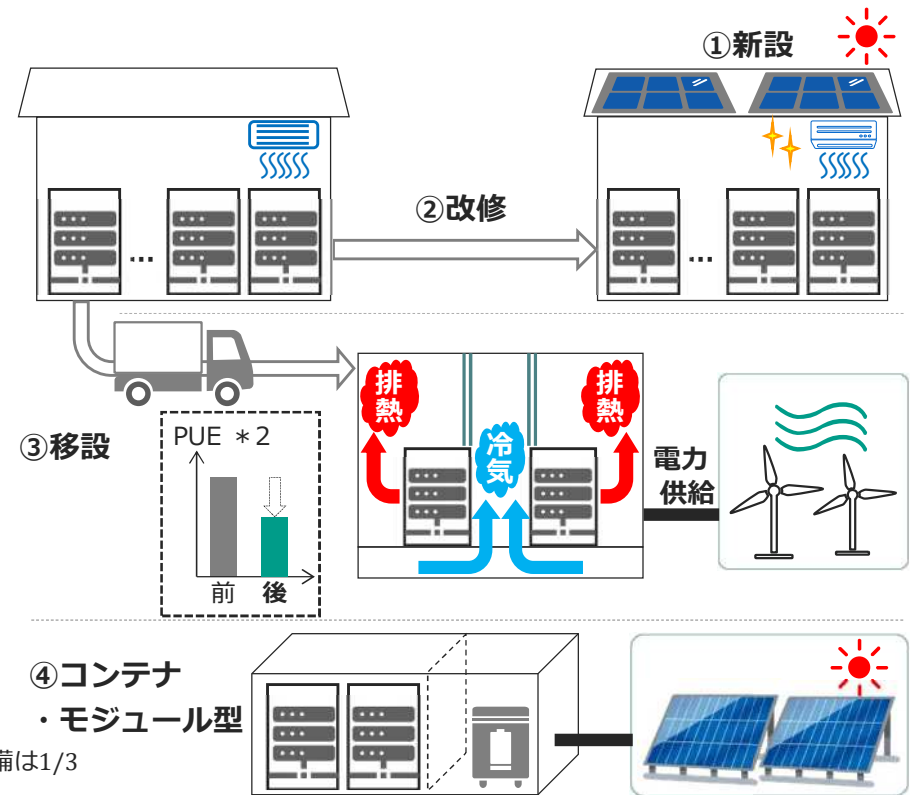 ①新設
②改修
...
...
③移設
PUE ＊2
前
後
排熱
冷気
排熱
電力
供給
④コンテナ
・モジュール型
備は1/3